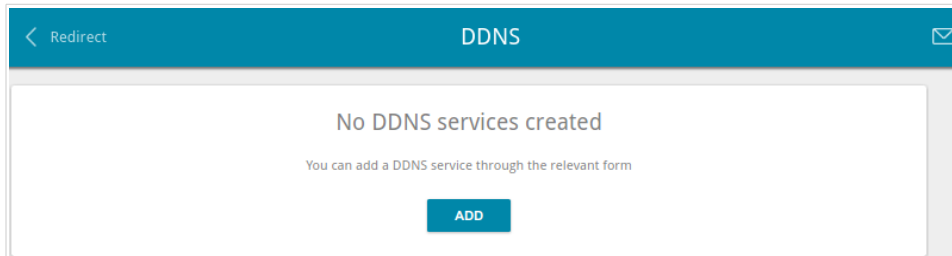 Redirect
DDNS
No DDNS services created
You can add a DDNS service through the relevant form
ADD